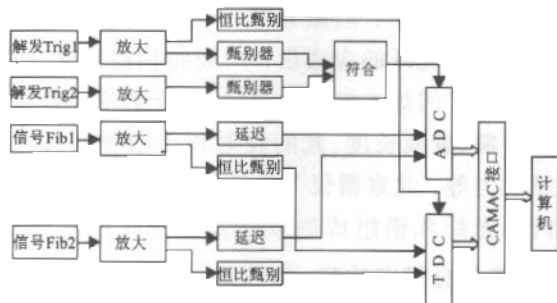 恒比甄别
解发Trig1
放大
甄别器
符合
解发Trig2
放大
甄别器
信号Fib1
放大
延迟
恒比甄别
ADC
CAMAC接口
计算机
信号Fib2
放大
延迟
恒比甄别
TDC